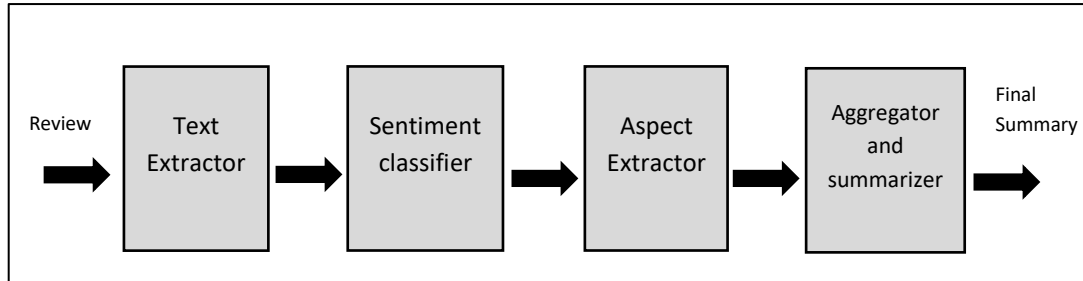 Review
Text
Extractor
Sentiment
classifier
Aspect
Extractor
Aggregator
and
summarizer
Final
Summary